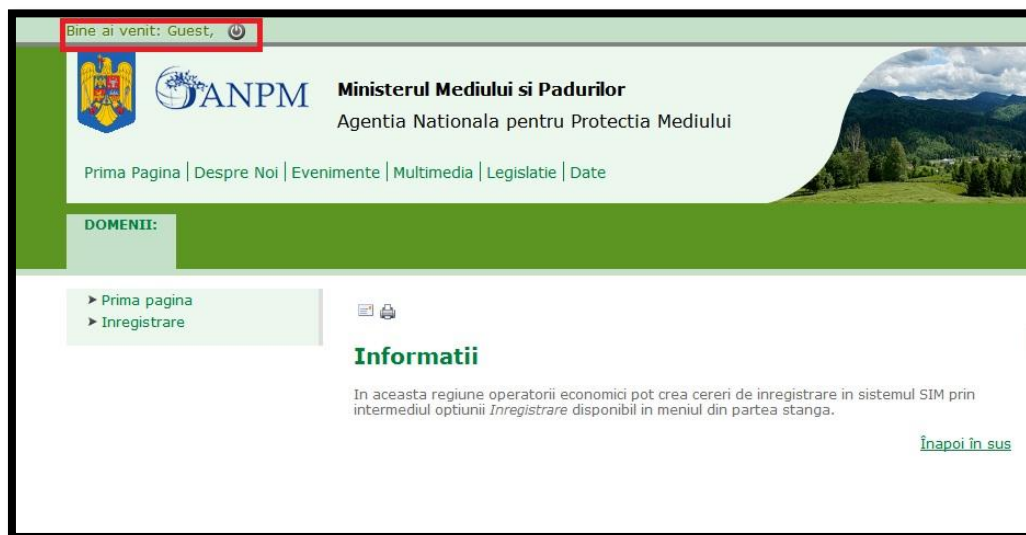 Bine ai venit: Guest,
ANPM
Ministerul Mediului si Padurilor
Agentia Nationala pentru Protectia Mediului
Prima Pagina | Despre Noi | Evenimente | Multimedia | Legislatie | Date
DOMENII:
Prima pagina
Inregistrare
Informatii
In aceasta regiune operatorii economici pot crea cereri de inregistrare in sistemul SIM prin
intermediul optiunii Inregistrare disponibil in meniul din partea stanga.
Înapoi în sus